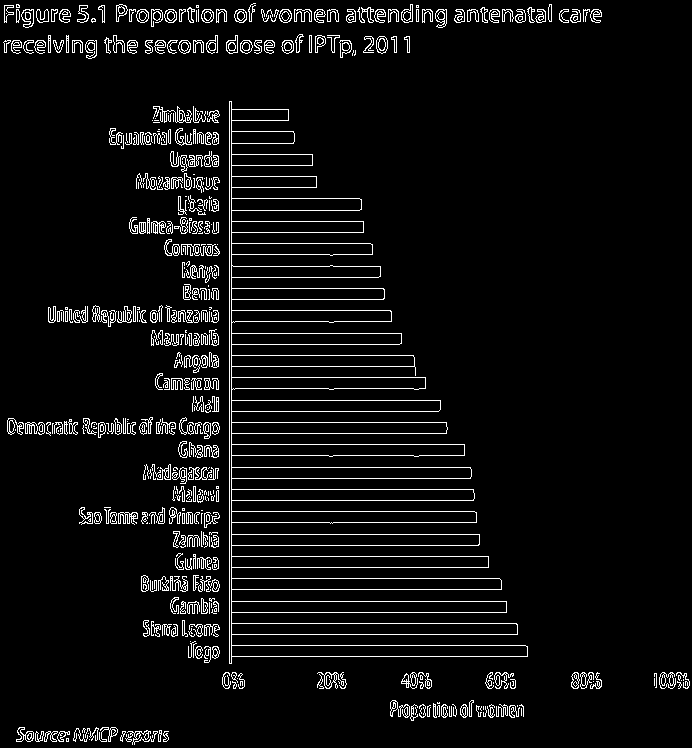 Figure 5.1 Proportion of women attending antenatal care
receiving the second dose of IPTp, 2011
Zimbabwe
Equatorial Guinea
Uganda
Mozambique
Liberia
Guinea-Bissau
Comoros
Kenya
Benin
United Republic of Tanzania
Mauritania
Angola
Cameroon
Mali
Democratic Republic of the Congo
Ghana
Madagascar
Malawi
Sao Tome and Principe
Zambia
Guinea
Burkina Faso
Gambia
Sierra Leone
Togo
0% 20% 40% 60% 80% 100%
Proportion of women
Source: NMCP reports